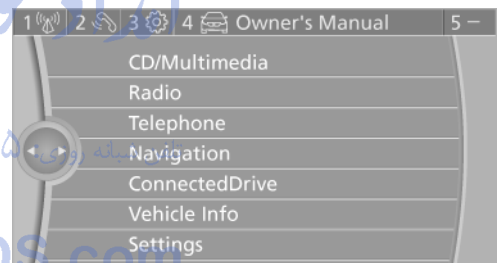 1 2 3 4 Owner's Manual 5 –
CD/Multimedia
Radio
Telephone
Navigation
ConnectedDrive
Vehicle Info
Settings